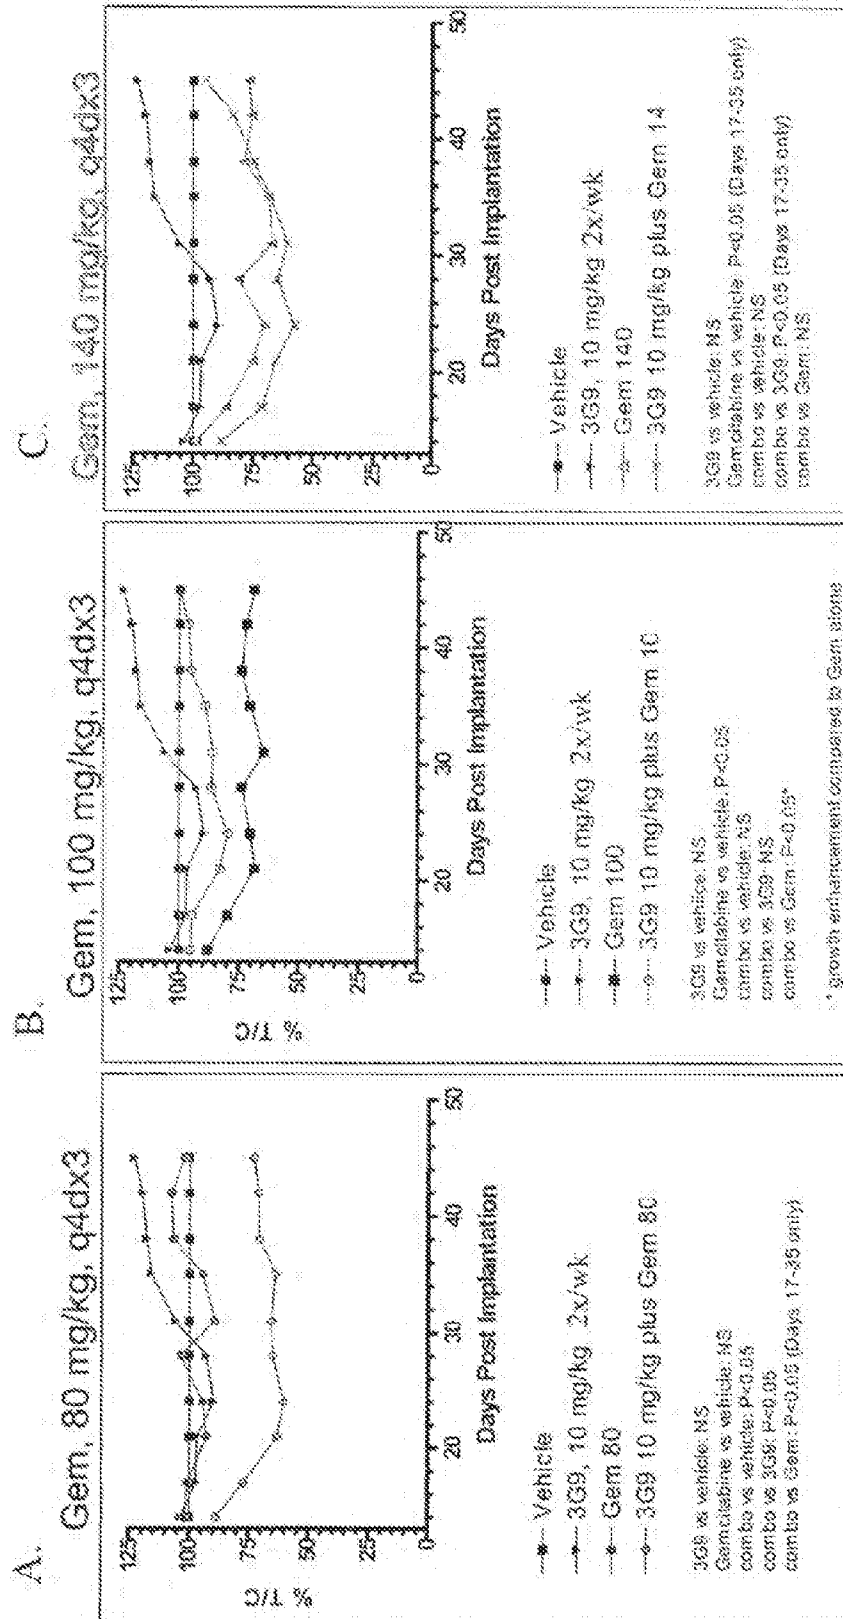 A.
Gem, 80 mg/kg, q4dx3
% T/C
125
100
75
50
25
0
20
30
40
50
Days Post Implantation
Vehicle
3G9, 10 mg/kg 2x/wk
Gem 80
3G9 10 mg/kg plus Gem 80
3G9 vs vehicle: NS
Gemcitabine vs vehicle: NS
combo vs vehicle: P<0.05
combo vs 3G9: P<0.05
combo vs Gem: P<0.05 (Days 17-35 only)
B.
Gem, 100 mg/kg, q4dx3
% T/C
125
100
75
50
25
0
20
30
40
50
Days Post Implantation
Vehicle
3G9, 10 mg/kg 2x/wk
Gem 100
3G9 10 mg/kg plus Gem 10
3G9 vs vehicle: NS
Gemcitabine vs vehicle: P<0.05
combo vs vehicle: NS
combo vs 3G9: NS
combo vs Gem: P<0.05*
* growth enhancement compared to Gem alone
C.
Gem, 140 mg/kg, q4dx3
125
100
75
50
25
0
20
30
40
50
Days Post Implantation
Vehicle
3G9, 10 mg/kg 2x/wk
Gem 140
3G9 10 mg/kg plus Gem 14
3G9 vs vehicle: NS
Gemcitabine vs vehicle: P<0.05 (Days 17-35 only)
combo vs vehicle: NS
combo vs 3G9: P<0.05 (Days 17-35 only)
combo vs Gem: NS